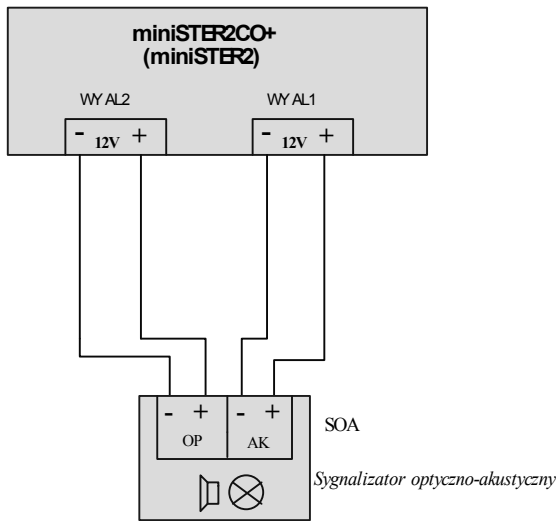 miniSTER2CO+
(miniSTER2)
WY AL2 WY AL1
- 12V + - 12V +
- + - +
OP AK
SOA
Sygnalizator optyczno-akustyczny